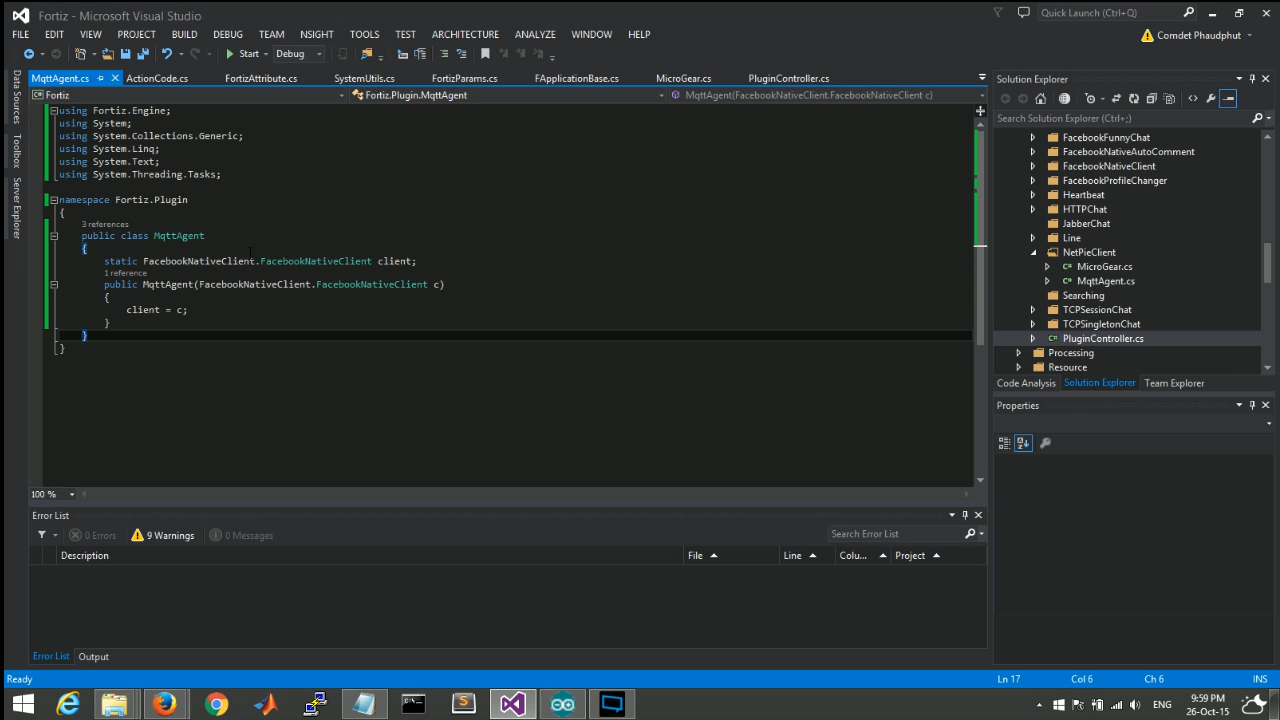 Fortiz - Microsoft Visual Studio
Quick Launch (Ctrl+Q)
FILE EDIT VIEW PROJECT BUILD DEBUG TEAM NSIGHT TOOLS TEST ARCHITECTURE ANALYZE WINDOW HELP
Comdet Phaudphut
Start Debug
MqttAgent.cs ActionCode.cs FortizAttribute.cs SystemUtils.cs FortizParams.cs FApplicationBase.cs MicroGear.cs PluginController.cs
Fortiz Fortiz.Plugin.MqttAgent MqttAgent(FacebookNativeClient.FacebookNativeClient c)
Data Sources
Toolbox
Server Explorer
using Fortiz.Engine;
using System;
using System.Collections.Generic;
using System.Linq;
using System.Text;
using System.Threading.Tasks;
namespace Fortiz.Plugin
{
3 references
public class MqttAgent
{
static FacebookNativeClient.FacebookNativeClient client;
1 reference
public MqttAgent(FacebookNativeClient.FacebookNativeClient c)
{
client = c;
}
}
}
100 %
Solution Explorer
Search Solution Explorer (Ctrl+;)
FacebookFunnyChat
FacebookNativeAutoComment
FacebookNativeClient
FacebookProfileChanger
Heartbeat
HTTPChat
JabberChat
Line
NetPieClient
C# MicroGear.cs
C# MqttAgent.cs
Searching
TCPSessionChat
TCPSingletonChat
C# PluginController.cs
Processing
Resource
Code Analysis Solution Explorer Team Explorer
Properties
Error List
0 Errors 9 Warnings 0 Messages
Search Error List
Description File Line Colu... Project
Error List Output
Ready Ln 17 Col 6 Ch 6 INS
ENG
9:59 PM
26-Oct-15